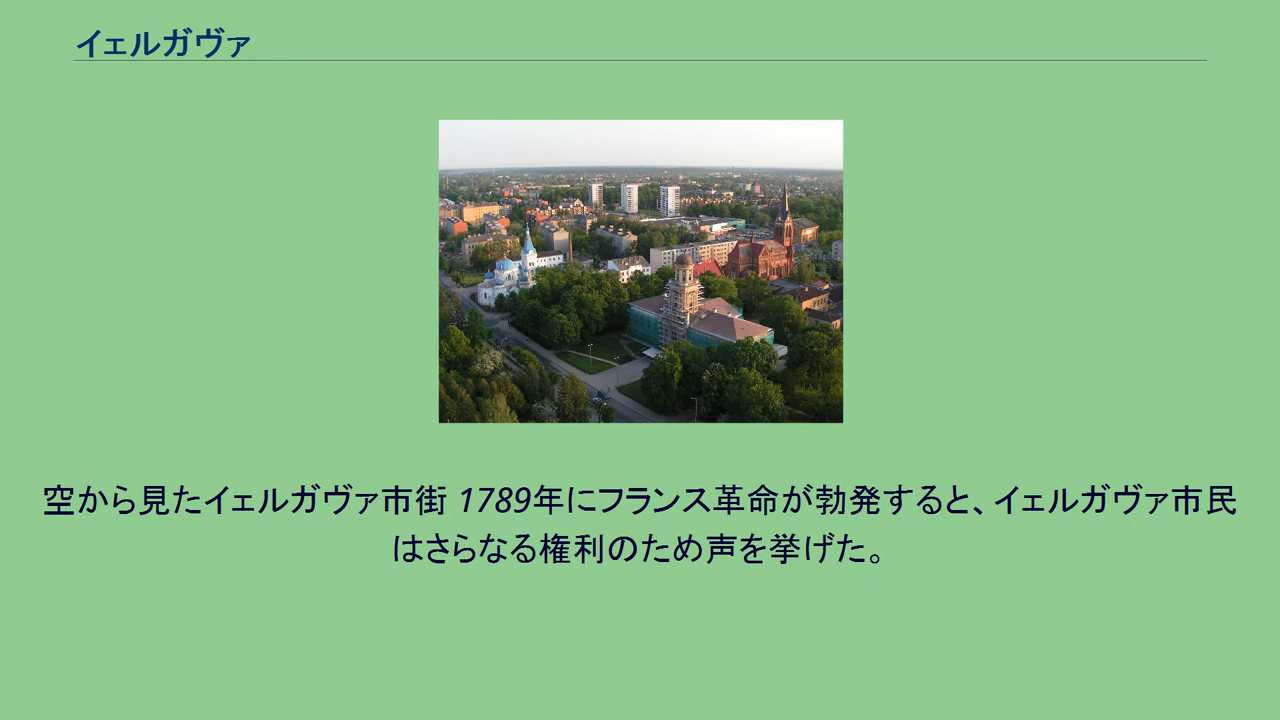 イェルガヴァ
空から見たイェルガヴァ市街 1789年にフランス革命が勃発すると、イェルガヴァ市民
はさらなる権利のため声を挙げた。